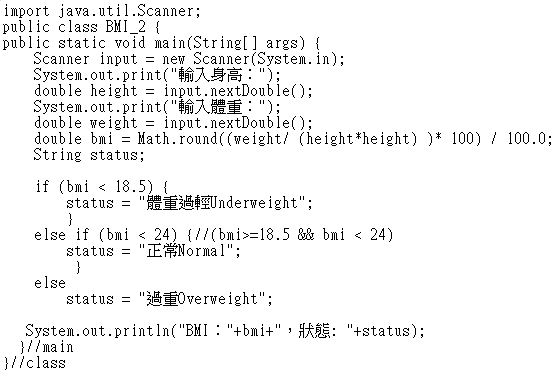 import java.util.Scanner;
public class BMI_2 {
public static void main(String[] args) {
    Scanner input = new Scanner(System.in);
    System.out.print("輸入身高：");
    double height = input.nextDouble();
    System.out.print("輸入體重：");
    double weight = input.nextDouble();
    double bmi = Math.round((weight/ (height*height) )* 100) / 100.0;
    String status;

    if (bmi < 18.5) {
        status = "體重過輕Underweight";
        }
    else if (bmi < 24) {//(bmi>=18.5 && bmi < 24)
        status = "正常Normal";
         }
    else
        status = "過重Overweight";

   System.out.println("BMI："+bmi+"，狀態: "+status);
  }//main
}//class